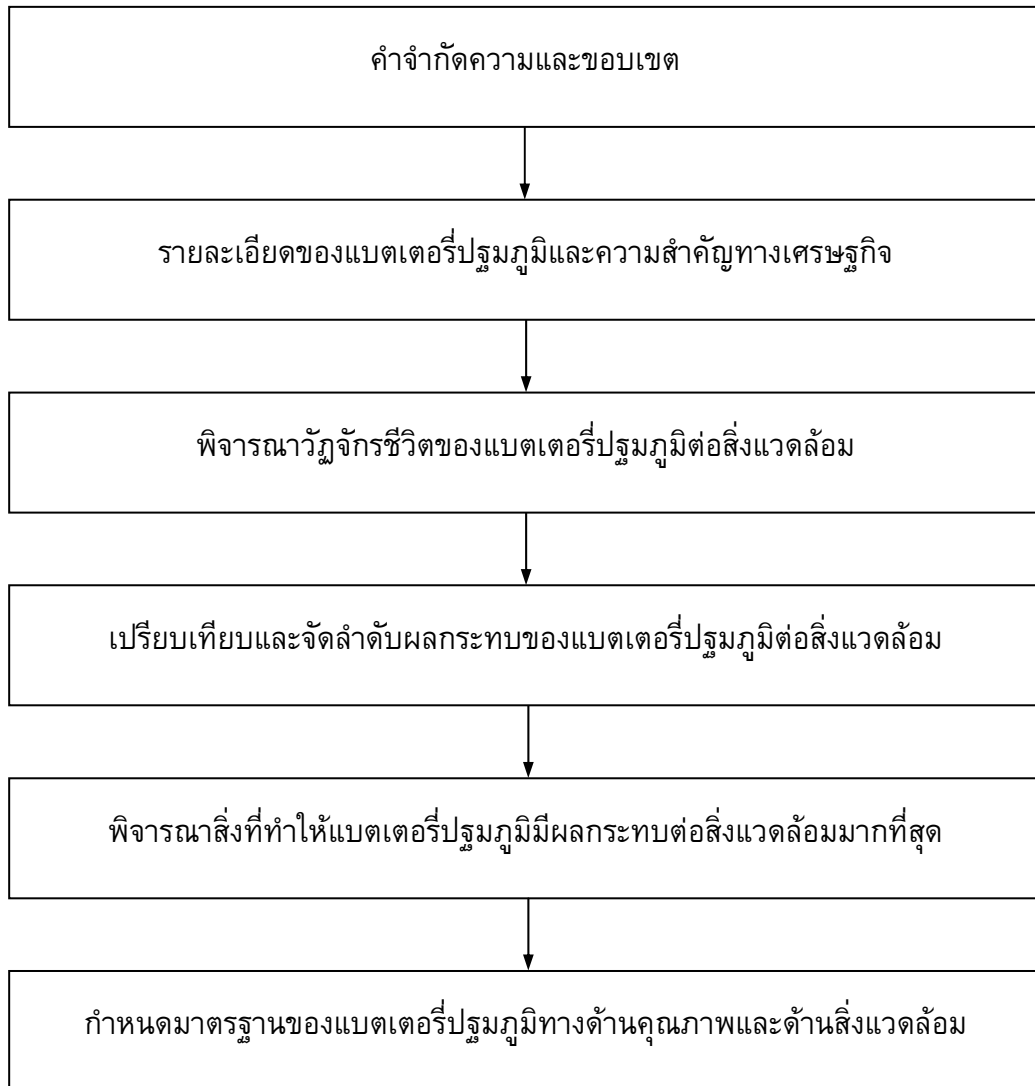 คำจำกัดความและขอบเขต
รายละเอียดของแบตเตอรี่ปฐมภูมิและความสำคัญทางเศรษฐกิจ
พิจารณาวัฏจักรชีวิตของแบตเตอรี่ปฐมภูมิต่อสิ่งแวดล้อม
เปรียบเทียบและจัดลำดับผลกระทบของแบตเตอรี่ปฐมภูมิต่อสิ่งแวดล้อม
พิจารณาสิ่งที่ทำให้แบตเตอรี่ปฐมภูมิมีผลกระทบต่อสิ่งแวดล้อมมากที่สุด
กำหนดมาตรฐานของแบตเตอรี่ปฐมภูมิทางด้านคุณภาพและด้านสิ่งแวดล้อม